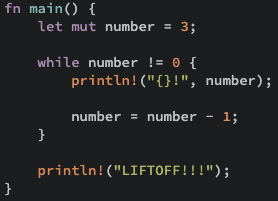 fn main() {
    let mut number = 3;

    while number != 0 {
        println!("{}!", number);

        number = number - 1;
    }

    println!("LIFTOFF!!!");
}